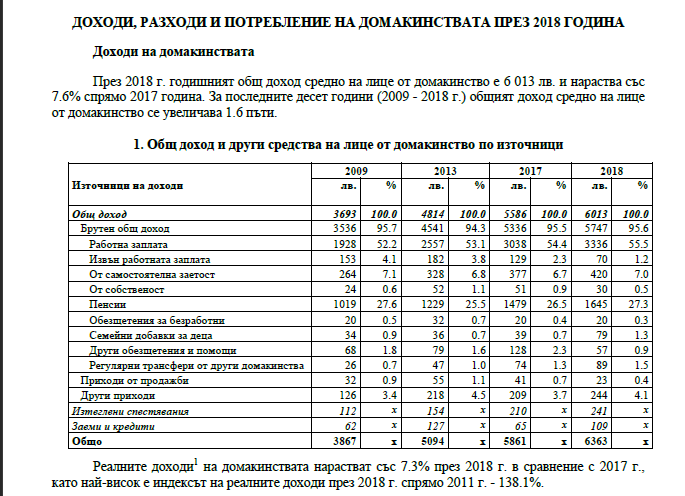 ДОХОДИ, РАЗХОДИ И ПОТРЕБЛЕНИЕ НА ДОМАКИНСТВАТА ПРЕЗ 2018 ГОДИНА
Доходи на домакинствата
През 2018 г. годишният общ доход средно на лице от домакинство е 6 013 лв. и нараства със
7.6% спрямо 2017 година. За последните десет години (2009 - 2018 г.) общият доход средно на лице
от домакинство се увеличава 1.6 пъти.
1. Общ доход и други средства на лице от домакинство по източници
Източници на доходи 2009 2013 2017 2018
лв. % лв. % лв. % лв. %
Общ доход 3693 100.0 4814 100.0 5586 100.0 6013 100.0
Брутен общ доход 3536 95.7 4541 94.3 5336 95.5 5747 95.6
Работна заплата 1928 52.2 2557 53.1 3038 54.4 3336 55.5
Извън работната заплата 153 4.1 182 3.8 129 2.3 70 1.2
От самостоятелна заетост 264 7.1 328 6.8 377 6.7 420 7.0
От собственост 24 0.6 52 1.1 51 0.9 30 0.5
Пенсии 1019 27.6 1229 25.5 1479 26.5 1645 27.3
Обезщетения за безработни 20 0.5 32 0.7 20 0.4 20 0.3
Семейни добавки за деца 34 0.9 36 0.7 39 0.7 79 1.3
Други обезщетения и помощи 68 1.8 79 1.6 128 2.3 57 0.9
Регулярни трансфери от други домакинства 26 0.7 47 1.0 74 1.3 89 1.5
Приходи от продажби 32 0.9 55 1.1 41 0.7 23 0.4
Други приходи 126 3.4 218 4.5 209 3.7 244 4.1
Изтеглени спестявания 112 x 154 x 210 x 241 x
Заеми и кредити 62 x 127 x 65 x 109 x
Общо 3867 x 5094 x 5861 x 6363 x
Реалните доходи¹ на домакинствата нарастват със 7.3% през 2018 г. в сравнение с 2017 г.,
като най-висок е индексът на реалните доходи през 2018 г. спрямо 2011 г. - 138.1%.